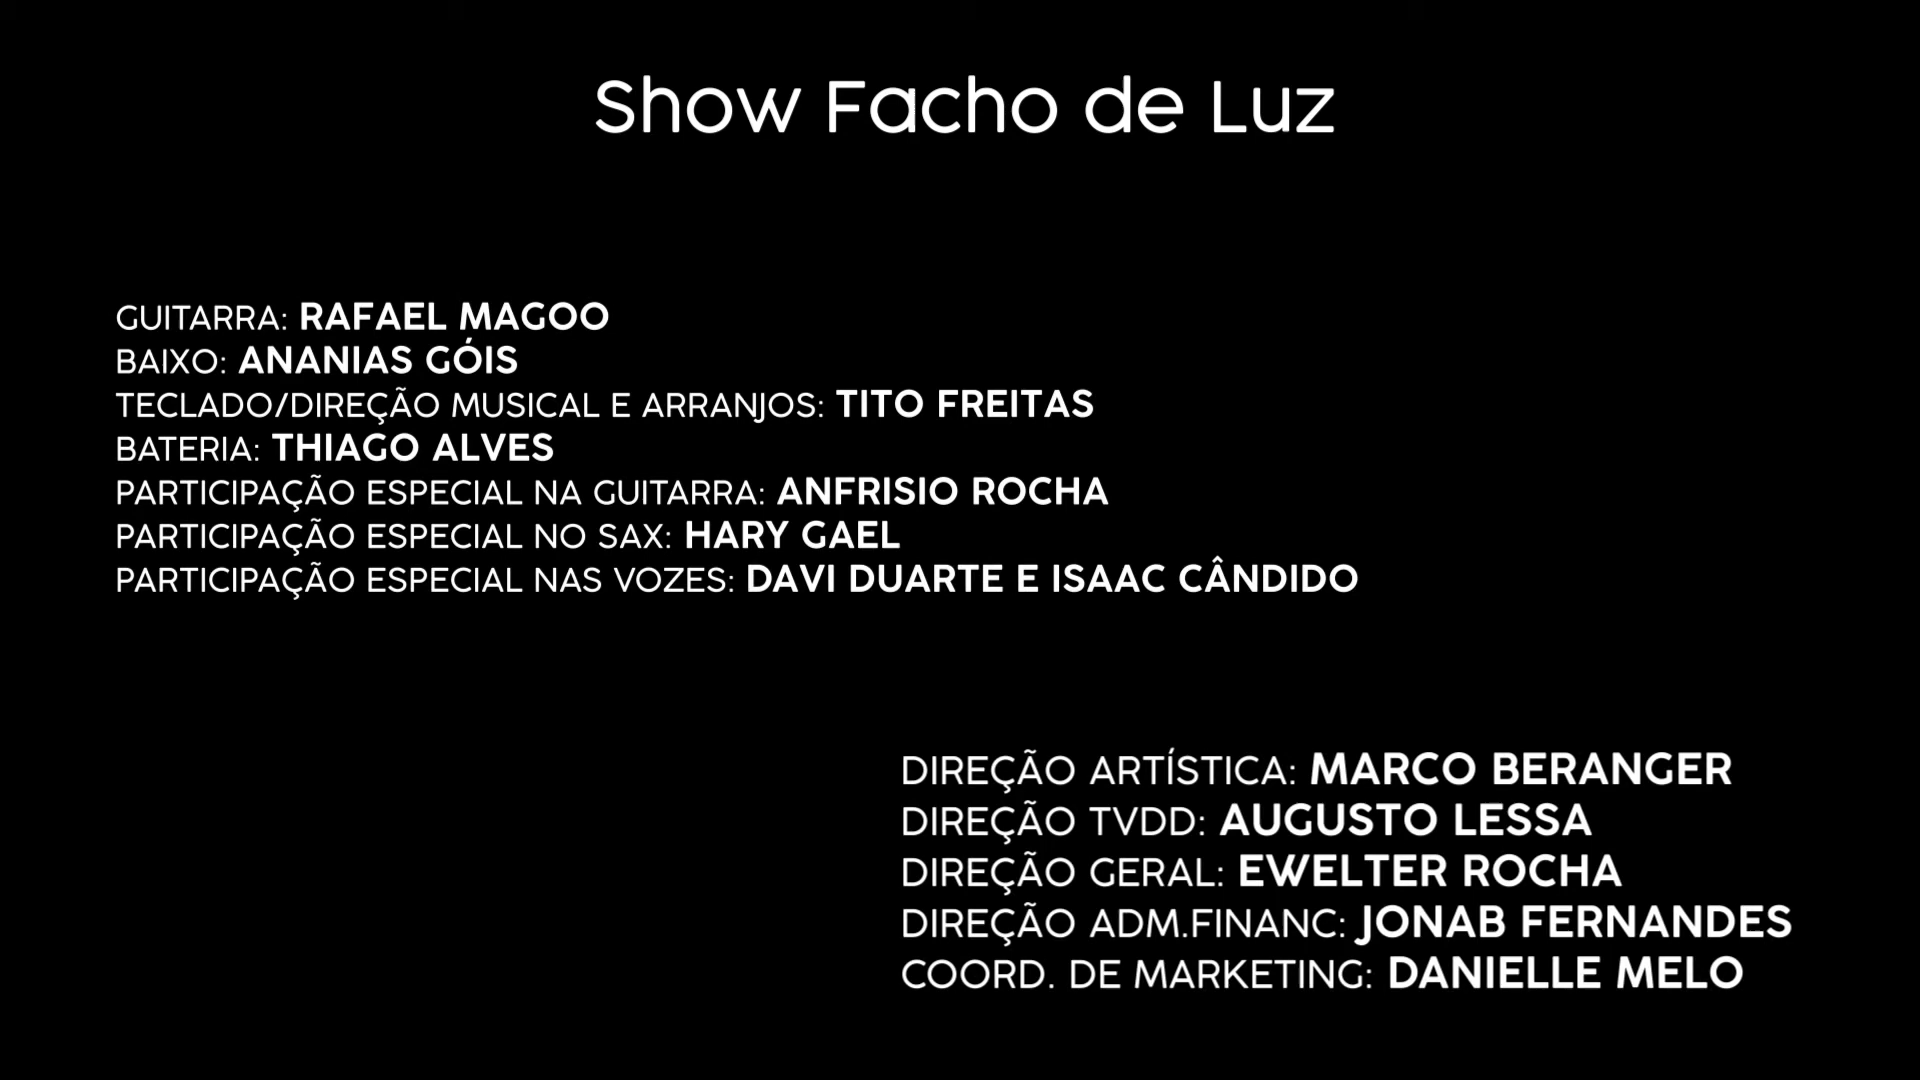 Show Facho de Luz
GUITARRA: RAFAEL MAGOO
BAIXO: ANANIAS GÓIS
TECLADO/DIREÇÃO MUSICAL E ARRANJOS: TITO FREITAS
BATERIA: THIAGO ALVES
PARTICIPAÇÃO ESPECIAL NA GUITARRA: ANFRISIO ROCHA
PARTICIPAÇÃO ESPECIAL NO SAX: HARY GAEL
PARTICIPAÇÃO ESPECIAL NAS VOZES: DAVI DUARTE E ISAAC CÂNDIDO
DIREÇÃO ARTÍSTICA: MARCO BERANGER
DIREÇÃO TVDD: AUGUSTO LESSA
DIREÇÃO GERAL: EWELTER ROCHA
DIREÇÃO ADM.FINANC: JONAB FERNANDES
COORD. DE MARKETING: DANIELLE MELO